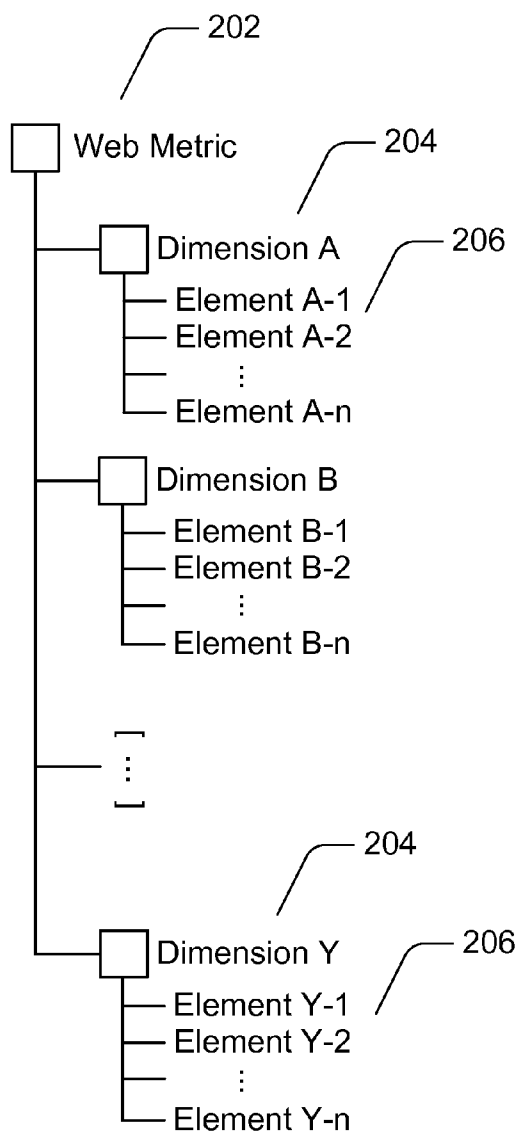 202
Web Metric
204
Dimension A
206
Element A-1
Element A-2
⋮
Element A-n
Dimension B
Element B-1
Element B-2
⋮
Element B-n
[⋮]
204
Dimension Y
206
Element Y-1
Element Y-2
⋮
Element Y-n